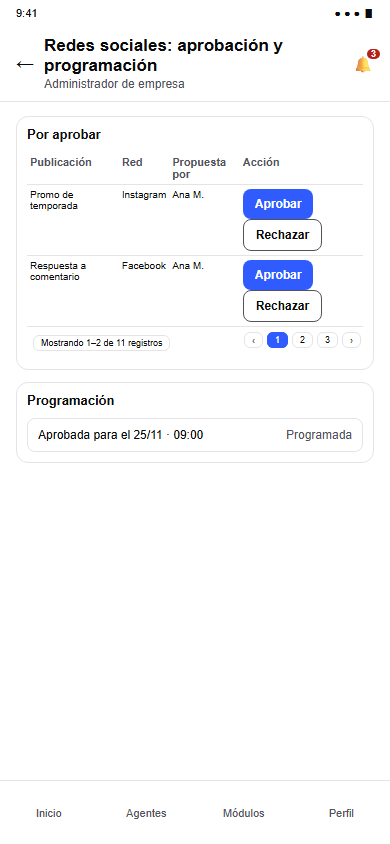 9:41
Redes sociales: aprobación y
programación
Administrador de empresa
3
Por aprobar
Publicación Red Propuesta por Acción
Promo de temporada Instagram Ana M. Aprobar
Rechazar
Respuesta a comentario Facebook Ana M. Aprobar
Rechazar
Mostrando 1–2 de 11 registros ‹ 1 2 3 ›
Programación
Aprobada para el 25/11 · 09:00 Programada
Inicio Agentes Módulos Perfil